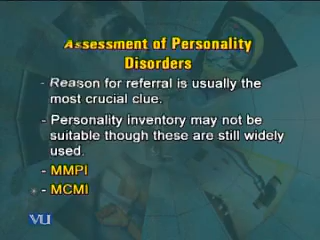 Assessment of Personality
Disorders
- Reason for referral is usually the
most crucial clue.
- Personality inventory may not be
suitable though these are still widely
used.
- MMPI
- MCMI
VU